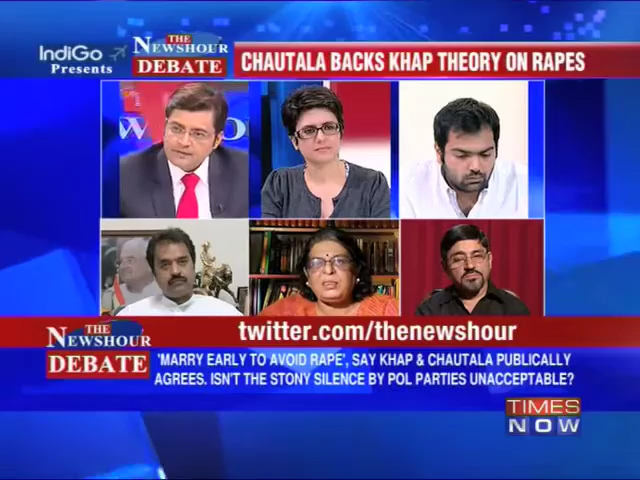 IndiGo
Presents
THE
NEWSHOUR
DEBATE
CHAUTALA BACKS KHAP THEORY ON RAPES
twitter.com/thenewshour
THE
NEWSHOUR
DEBATE
'MARRY EARLY TO AVOID RAPE', SAY KHAP & CHAUTALA PUBLICALLY
AGREES. ISN'T THE STONY SILENCE BY POL PARTIES UNACCEPTABLE?
TIMES
NOW